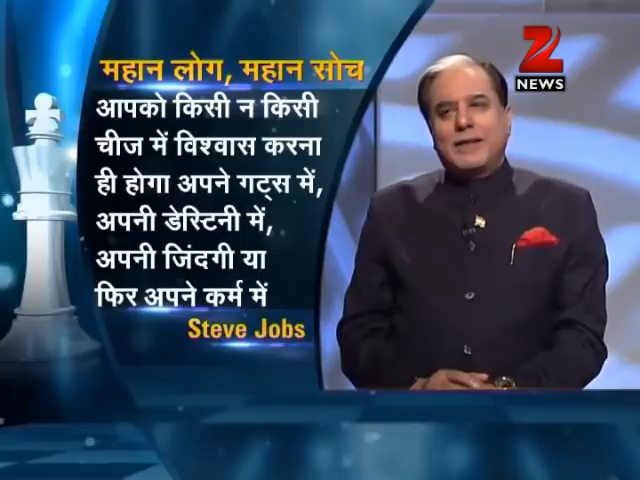 महान लोग, महान सोच
आपको किसी न किसी
चीज में विश्वास करना
ही होगा अपने गट्स में,
अपनी डेस्टिनी में,
अपनी जिंदगी या
फिर अपने कर्म में
Steve Jobs
Z
NEWS